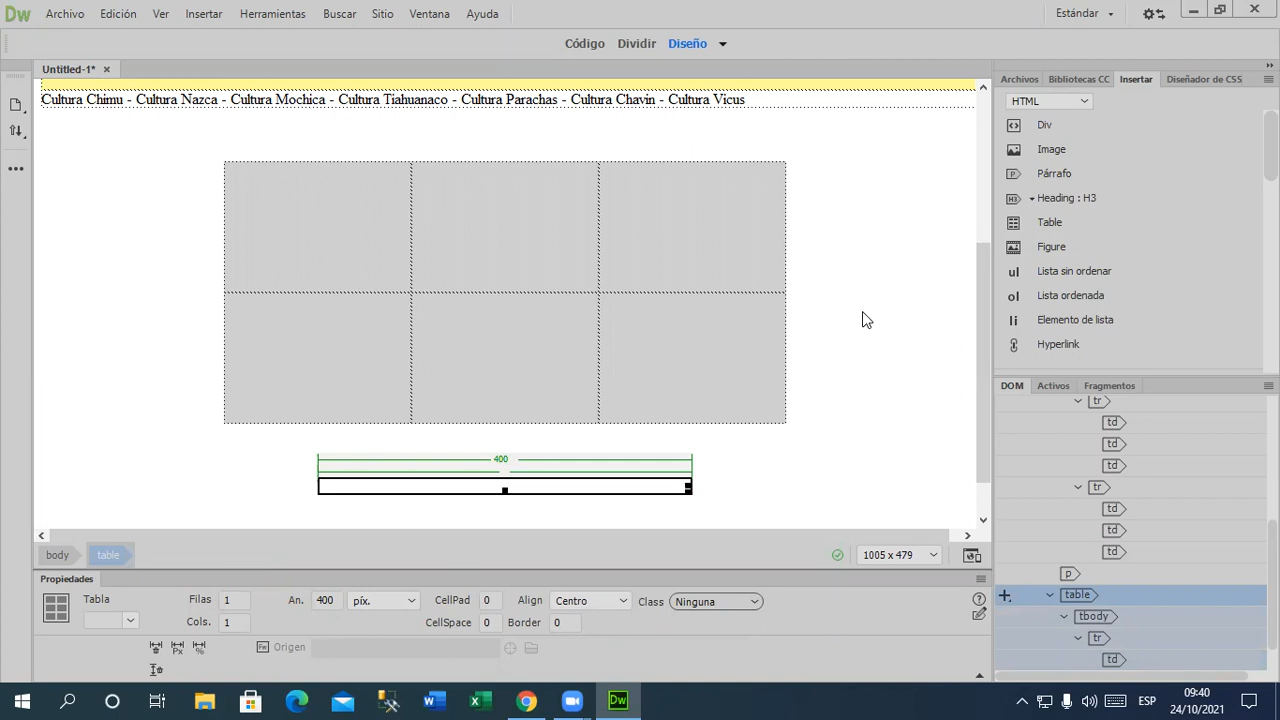 Dw Archivo Edición Ver Insertar Herramientas Buscar Sitio Ventana Ayuda Estándar
Código Dividir Diseño
Untitled-1* ×
Archivos Bibliotecas CC Insertar Diseñador de CSS
Cultura Chimu - Cultura Nazca - Cultura Mochica - Cultura Tiahuanaco - Cultura Parachas - Cultura Chavin - Cultura Vicus
HTML
Div
Image
Párrafo
H3 Heading : H3
Table
Figure
ul Lista sin ordenar
ol Lista ordenada
li Elemento de lista
Hyperlink
DOM Activos Fragmentos
tr
td
td
td
tr
td
td
td
p
table
tbody
tr
td
400
body table 1005 x 479
Propiedades
Tabla Filas 1 An. 400 píx. CellPad 0 Align Centro Class Ninguna
Cols. 1 CellSpace 0 Border 0
Fw Origen
ESP 09:40
24/10/2021